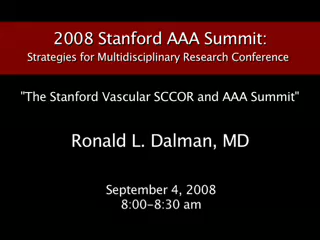 2008 Stanford AAA Summit:
Strategies for Multidisciplinary Research Conference
"The Stanford Vascular SCCOR and AAA Summit"
Ronald L. Dalman, MD
September 4, 2008
8:00-8:30 am